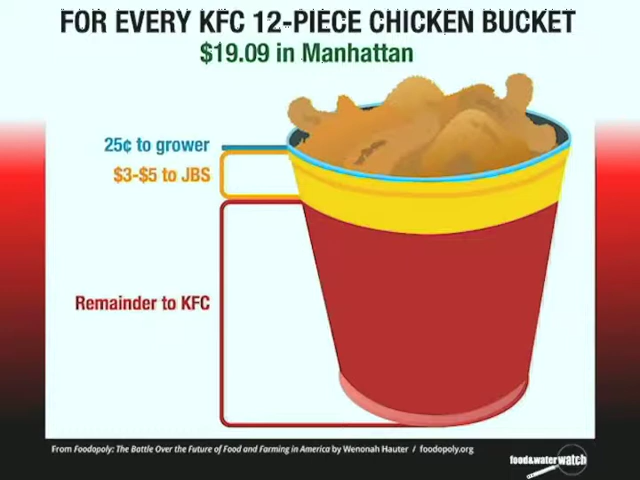 FOR EVERY KFC 12-PIECE CHICKEN BUCKET
$19.09 in Manhattan
25¢ to grower
$3-$5 to JBS
Remainder to KFC
From Foodopoly: The Battle Over the Future of Food and Farming in America by Wenonah Hauter / foodopoly.org
food&waterwatch